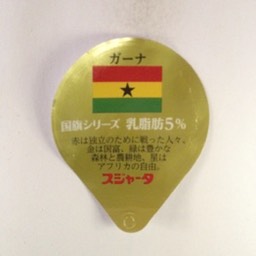 ガーナ
国旗シリーズ 乳脂肪5%
赤は独立のために戦った人々。
金は国富、緑は豊かな
森林と農耕地、星は
アフリカの自由。
スジャータ